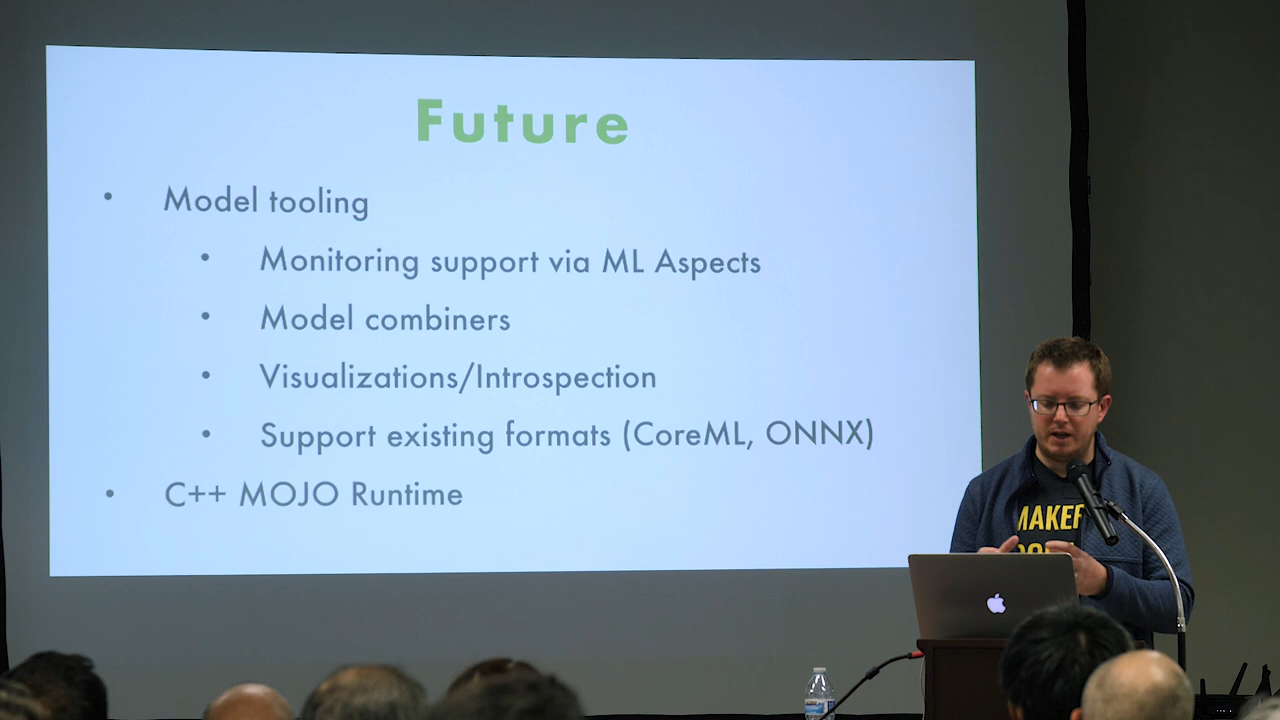 Future
• Model tooling
• Monitoring support via ML Aspects
• Model combiners
• Visualizations/Introspection
• Support existing formats (CoreML, ONNX)
• C++ MOJO Runtime